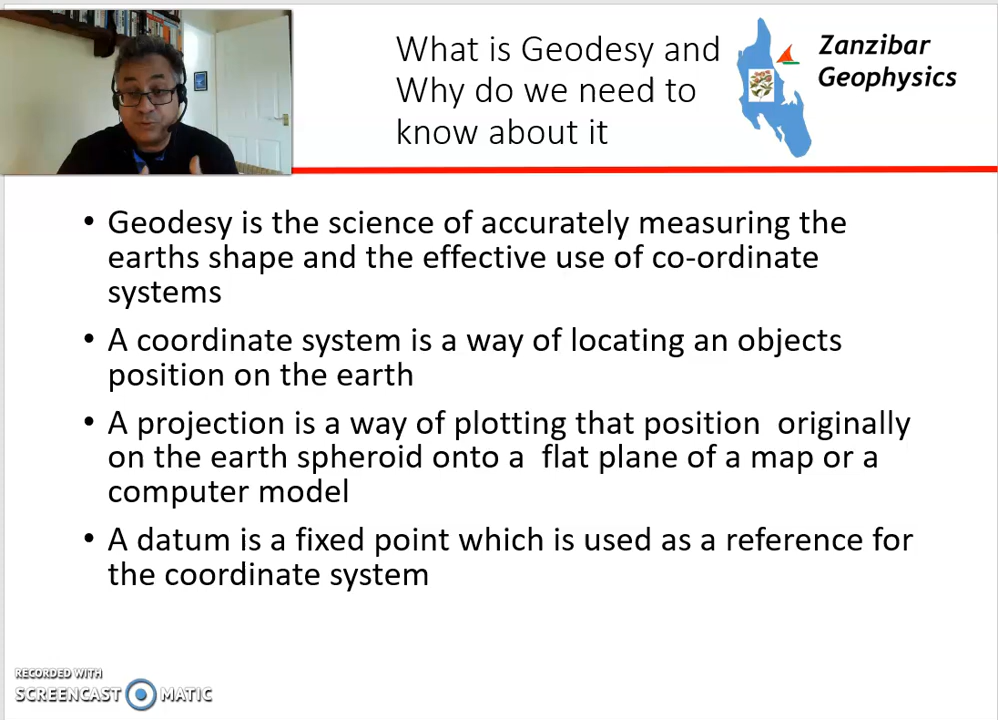 What is Geodesy and
Why do we need to
know about it
Zanzibar
Geophysics
• Geodesy is the science of accurately measuring the
earths shape and the effective use of co-ordinate
systems
• A coordinate system is a way of locating an objects
position on the earth
• A projection is a way of plotting that position  originally
on the earth spheroid onto a  flat plane of a map or a
computer model
• A datum is a fixed point which is used as a reference for
the coordinate system
RECORDED WITH
SCREENCAST MATIC